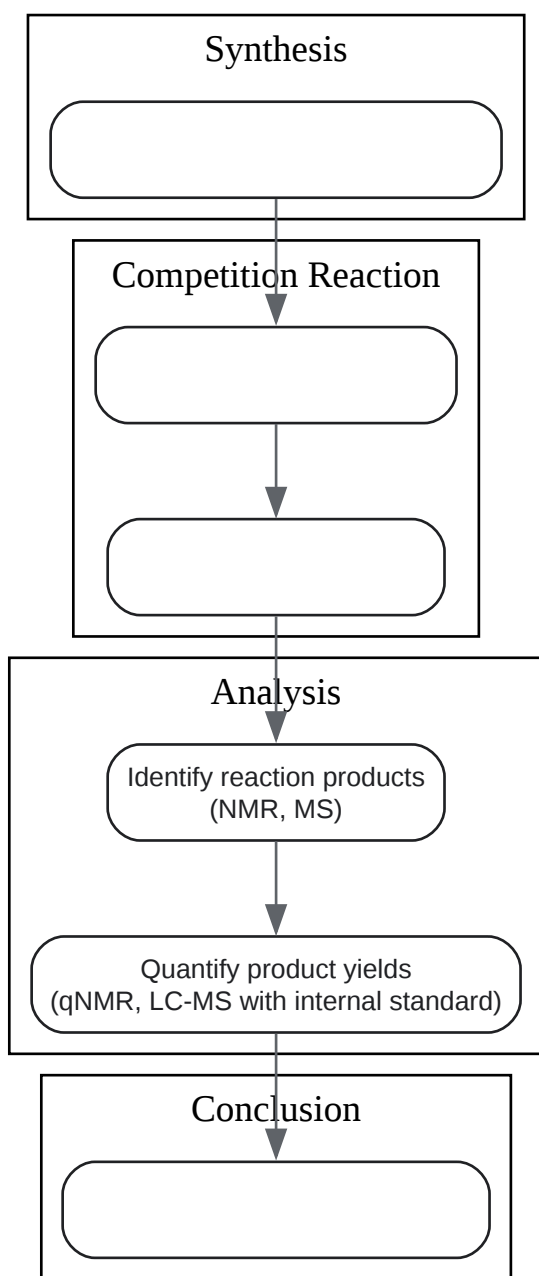 Synthesis
Competition Reaction
Analysis
Identify reaction products
(NMR, MS)
Quantify product yields
(qNMR, LC-MS with internal standard)
Conclusion